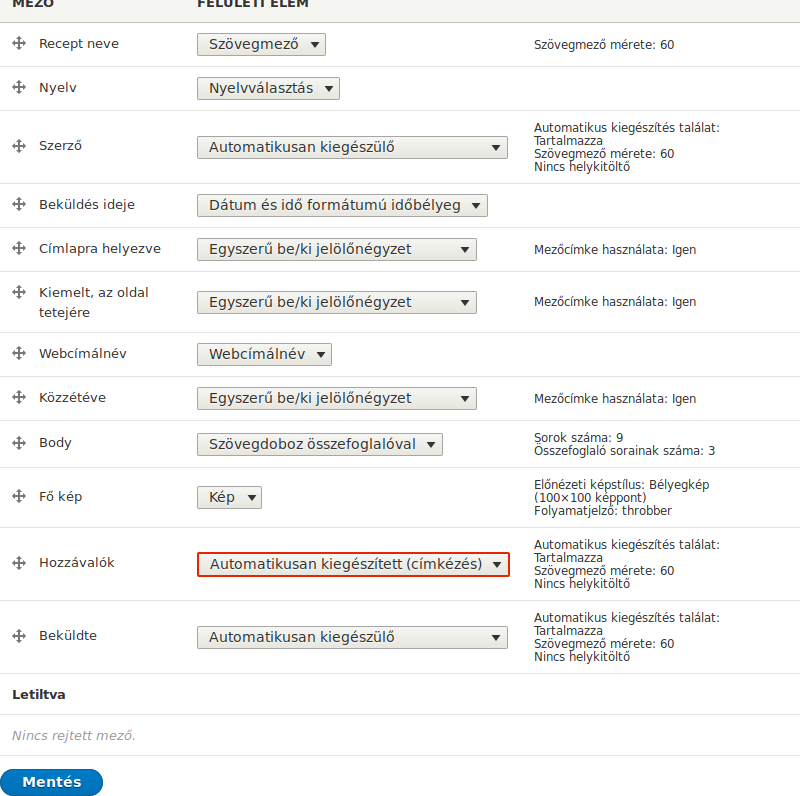 MEZŐ FELÜLETI ELEM
Recept neve Szövegmező Szövegmező mérete: 60
Nyelv Nyelvválasztás
Szerző Automatikusan kiegészülő Automatikus kiegészítés találat:
Tartalmazza
Szövegmező mérete: 60
Nincs helykitöltő
Beküldés ideje Dátum és idő formátumú időbélyeg
Címlapra helyezve Egyszerű be/ki jelölőnégyzet Mezőcímke használata: Igen
Kiemelt, az oldal
tetejére Egyszerű be/ki jelölőnégyzet Mezőcímke használata: Igen
Webcímálnév Webcímálnév
Közzétéve Egyszerű be/ki jelölőnégyzet Mezőcímke használata: Igen
Body Szövegdoboz összefoglalóval Sorok száma: 9
Összefoglaló sorainak száma: 3
Fő kép Kép Előnézeti képstílus: Bélyegkép
(100×100 képpont)
Folyamatjelző: throbber
Hozzávalók Automatikusan kiegészített (címkézés) Automatikus kiegészítés találat:
Tartalmazza
Szövegmező mérete: 60
Nincs helykitöltő
Beküldte Automatikusan kiegészülő Automatikus kiegészítés találat:
Tartalmazza
Szövegmező mérete: 60
Nincs helykitöltő
Letiltva
Nincs rejtett mező.
Mentés